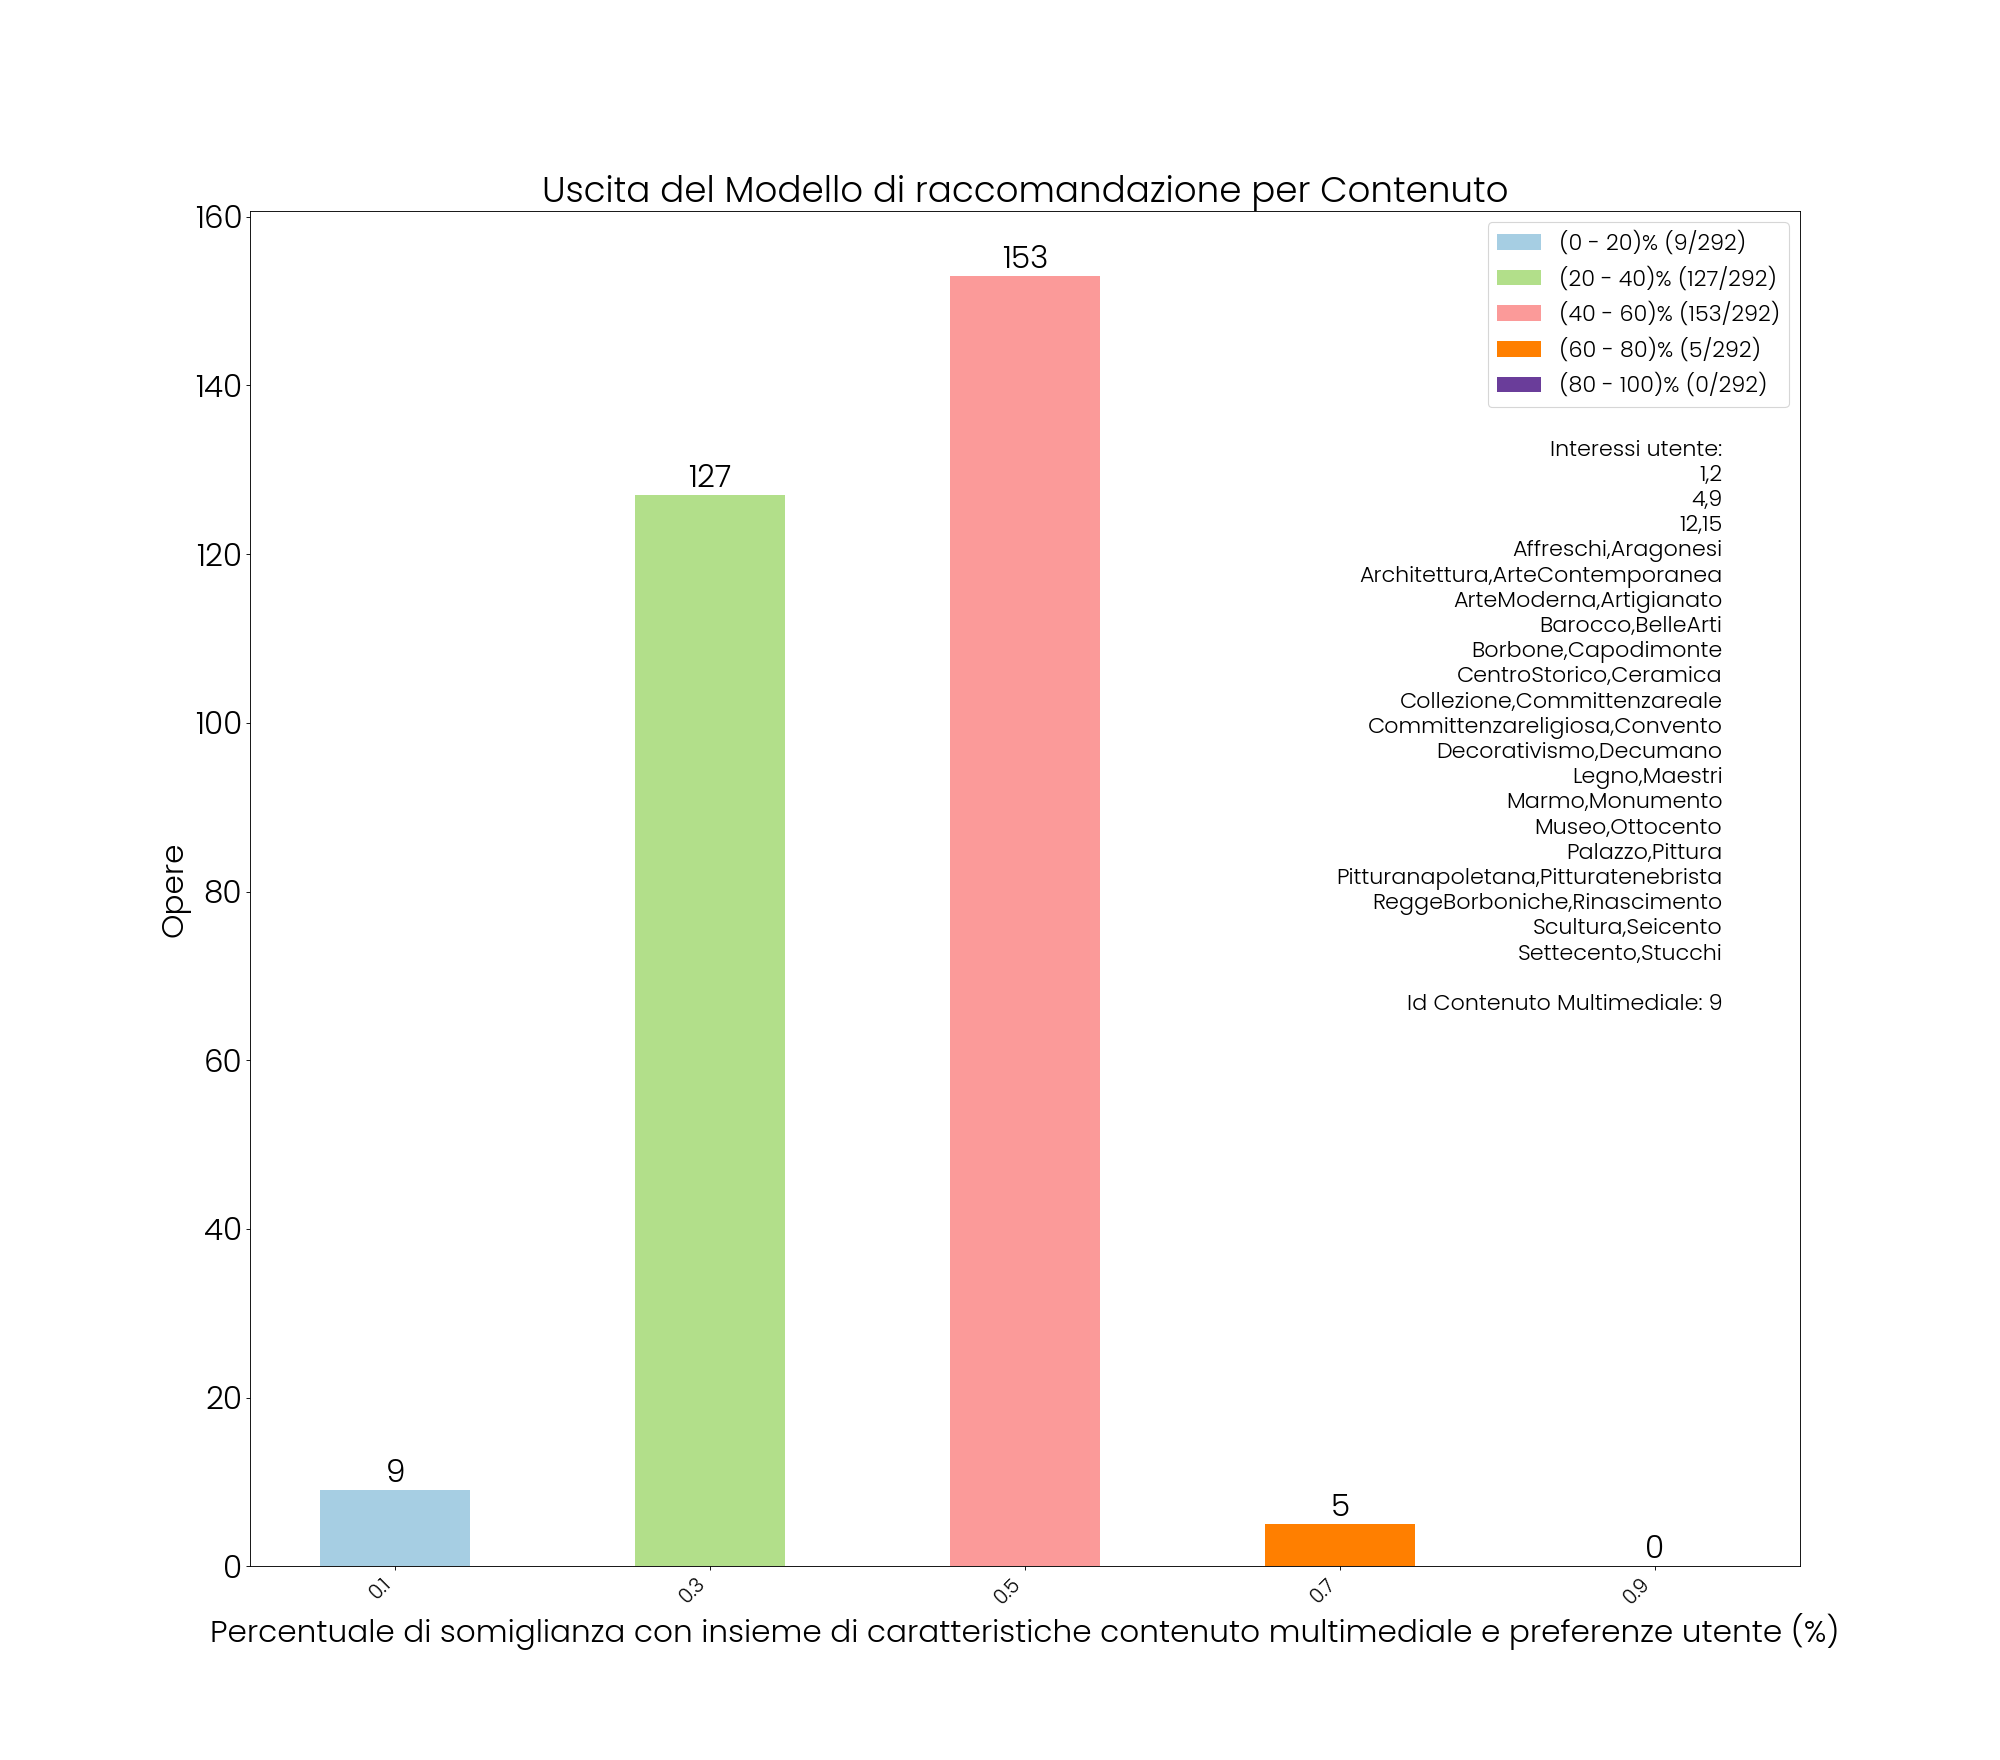 Uscita del Modello di raccomandazione per Contenuto
160
140
120
100
80
60
40
20
0
Opere
153
127
9
5
0
(0 - 20)% (9/292)
(20 - 40)% (127/292)
(40 - 60)% (153/292)
(60 - 80)% (5/292)
(80 - 100)% (0/292)
Interessi utente:
1,2
4,9
12,15
Affreschi,Aragonesi
Architettura,ArteContemporanea
ArteModerna,Artigianato
Barocco,BelleArti
Borbone,Capodimonte
CentroStorico,Ceramica
Collezione,Committenzareale
Committenzareligiosa,Convento
Decorativismo,Decumano
Legno,Maestri
Marmo,Monumento
Museo,Ottocento
Palazzo,Pittura
Pitturanapoletana,Pitturatenebrista
ReggeBorboniche,Rinascimento
Scultura,Seicento
Settecento,Stucchi
Id Contenuto Multimediale: 9
0.1
0.3
0.5
0.7
0.9
Percentuale di somiglianza con insieme di caratteristiche contenuto multimediale e preferenze utente (%)